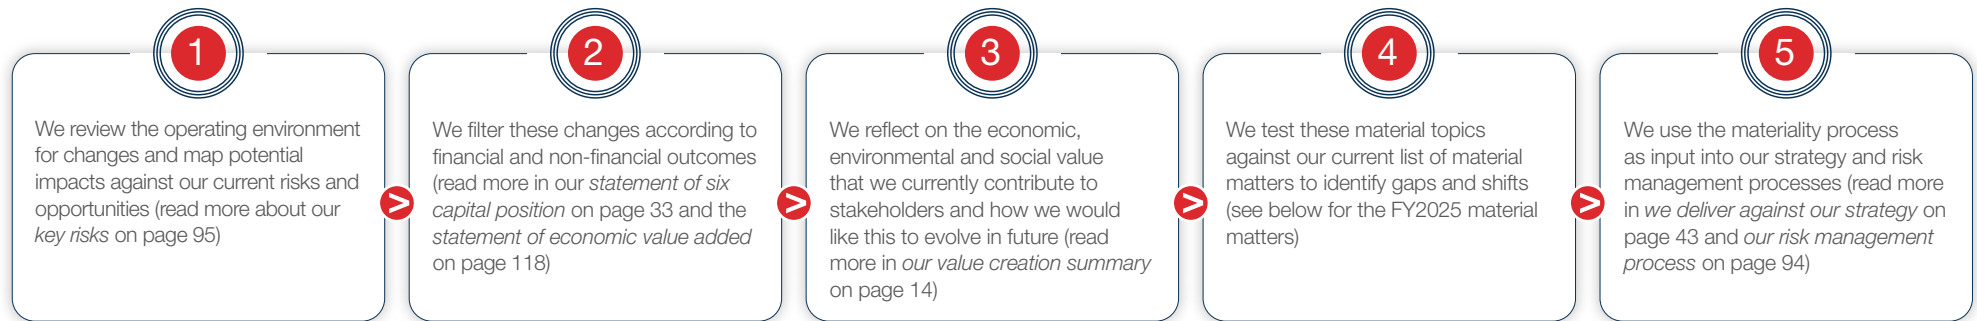 1
We review the operating environment
for changes and map potential
impacts against our current risks and
opportunities (read more about our
key risks on page 95)
>
2
We filter these changes according to
financial and non-financial outcomes
(read more in our statement of six
capital position on page 33 and the
statement of economic value added
on page 118)
>
3
We reflect on the economic,
environmental and social value
that we currently contribute to
stakeholders and how we would
like this to evolve in future (read
more in our value creation summary
on page 14)
>
4
We test these material topics
against our current list of material
matters to identify gaps and shifts
(see below for the FY2025 material
matters)
>
5
We use the materiality process
as input into our strategy and risk
management processes (read more
in we deliver against our strategy on
page 43 and our risk management
process on page 94)